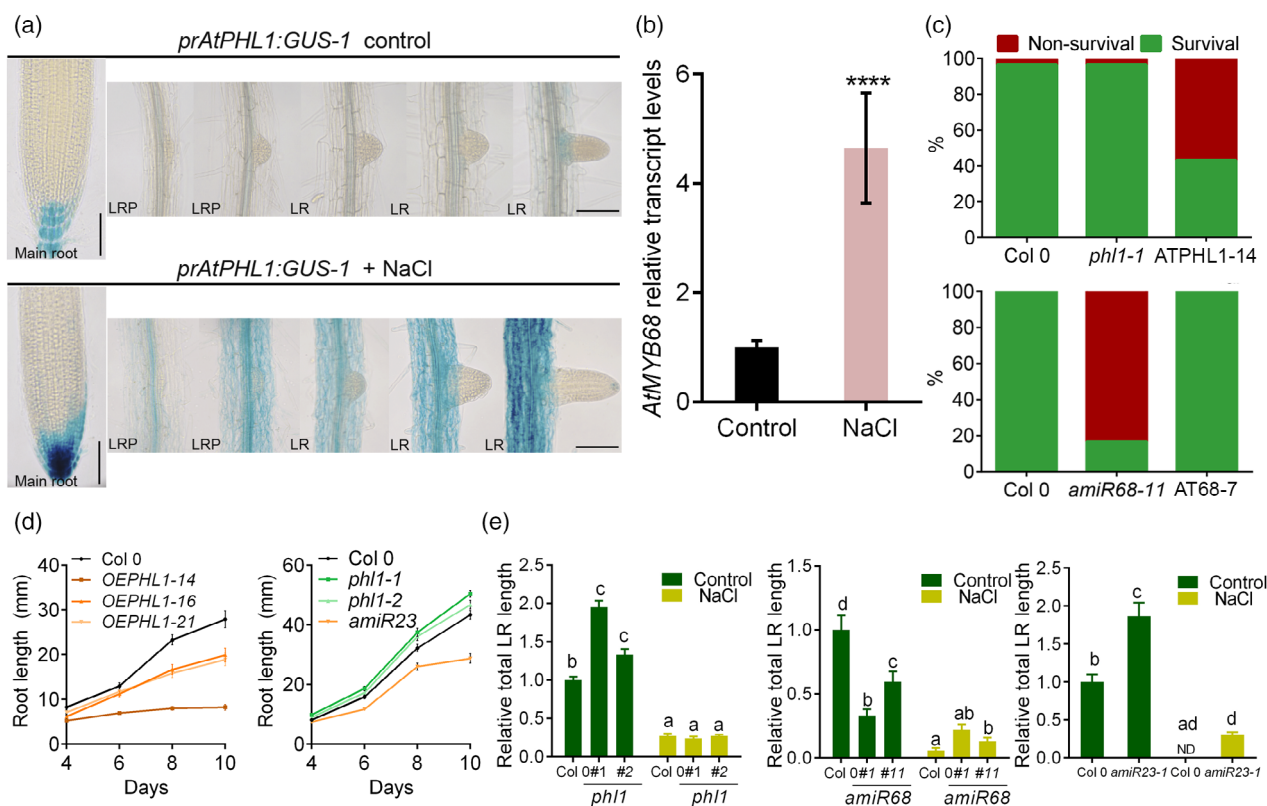 (a)
prAtPHL1:GUS-1 control
Main root
LRP
LRP
LR
LR
LR
prAtPHL1:GUS-1 + NaCl
Main root
LRP
LRP
LR
LR
LR
(b)
AtMYB68 relative transcript levels
6
4
2
0
****
Control
NaCl
(c)
Non-survival
Survival
%
100
80
60
40
20
0
Col 0
phl1-1
ATPHL1-14
%
100
80
60
40
20
0
Col 0
amiR68-11
AT68-7
(d)
Root length (mm)
40
30
20
10
0
Col 0
OEPHL1-14
OEPHL1-16
OEPHL1-21
4 6 8 10
Days
Root length (mm)
60
40
20
0
Col 0
phl1-1
phl1-2
amiR23
4 6 8 10
Days
(e)
Relative total LR length
2.5
2.0
1.5
1.0
0.5
0.0
Control
NaCl
b c c a a a
Col 0 #1 #2 Col 0 #1 #2
phl1 phl1
Relative total LR length
1.5
1.0
0.5
0.0
Control
NaCl
d b c a ab b
Col 0 #1 #11 Col 0 #1 #11
amiR68 amiR68
Relative total LR length
2.5
2.0
1.5
1.0
0.5
0.0
Control
NaCl
b c ad d
ND
Col 0 amiR23-1 Col 0 amiR23-1